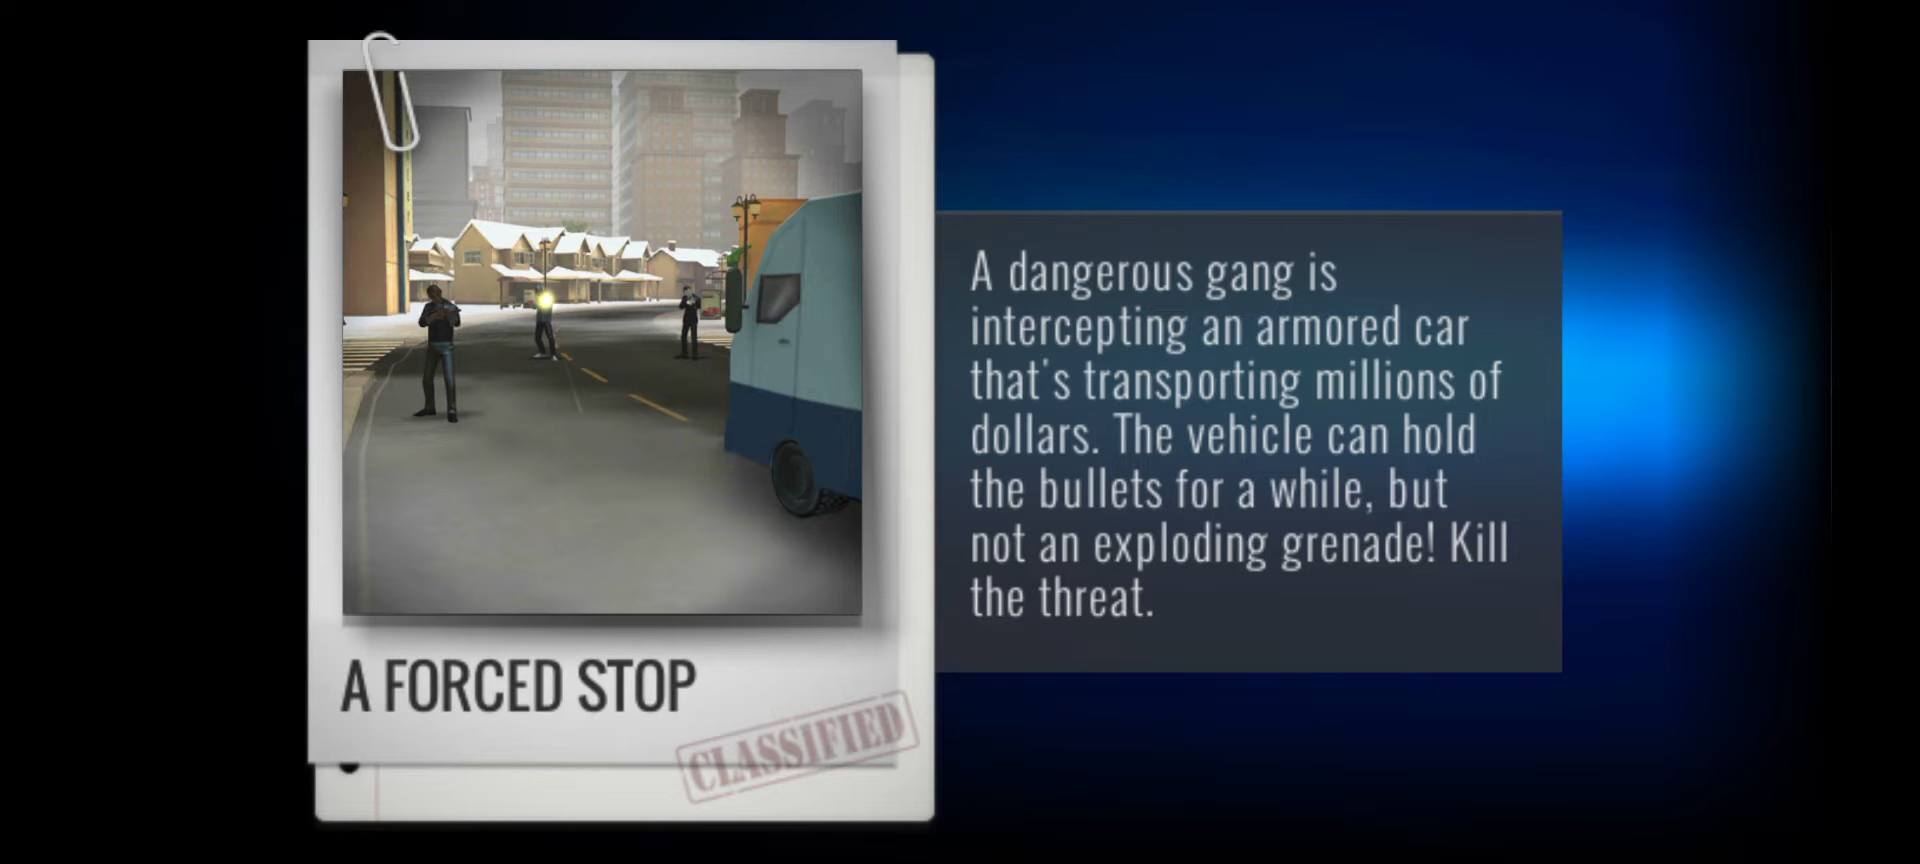 A FORCED STOP
CLASSIFIED
A dangerous gang is
intercepting an armored car
that's transporting millions of
dollars. The vehicle can hold
the bullets for a while, but
not an exploding grenade! Kill
the threat.